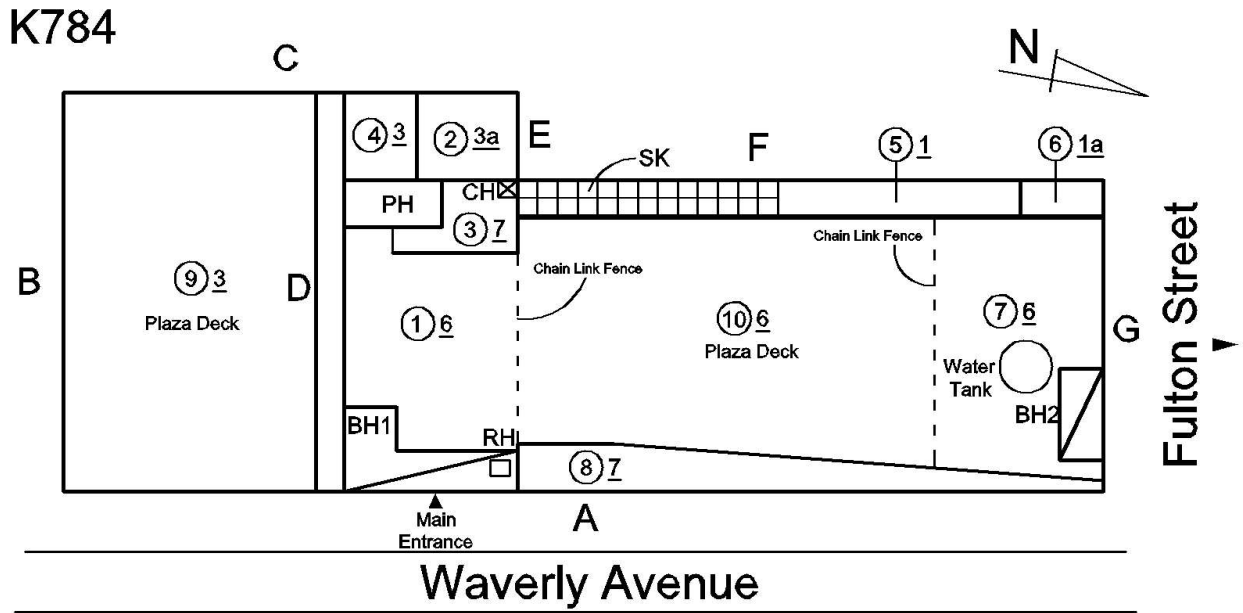 K784
C
N
4 3
2 3a
E
SK
F
5 1
6 1a
CH
PH
3 7
Chain Link Fence
Chain Link Fence
B
9 3
Plaza Deck
D
1 6
10 6
Plaza Deck
7 6
Water
Tank
G
Fulton Street
BH1
RH
BH2
8 7
Main
Entrance
A
Waverly Avenue